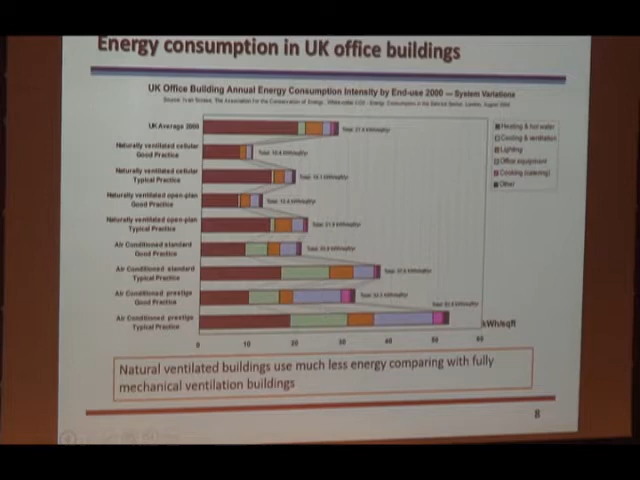 Energy consumption in UK office buildings
UK Office Building Annual Energy Consumption Intensity by End-use 2000 — System Variations
UK Average 2000
Naturally ventilated cellular
Good Practice
Naturally ventilated cellular
Typical Practice
Naturally ventilated open-plan
Good Practice
Naturally ventilated open-plan
Typical Practice
Air Conditioned standard
Good Practice
Air Conditioned standard
Typical Practice
Air Conditioned prestige
Good Practice
Air Conditioned prestige
Typical Practice
Heating & hot water
Cooling & ventilation
Lighting
Office equipment
Cooking (catering)
Other
kWh/sqft
0 10 20 30 40 50 60
Natural ventilated buildings use much less energy comparing with fully
mechanical ventilation buildings
8